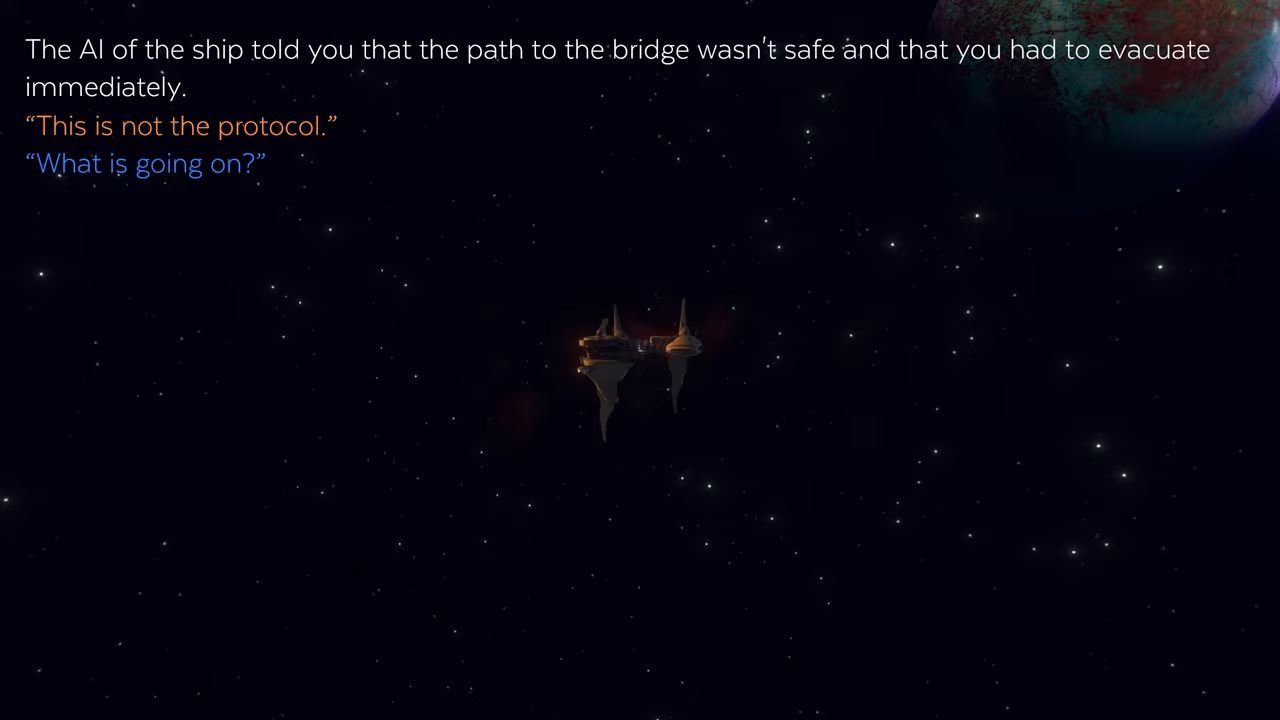 The AI of the ship told you that the path to the bridge wasn't safe and that you had to evacuate
immediately.
“This is not the protocol.”
“What is going on?”